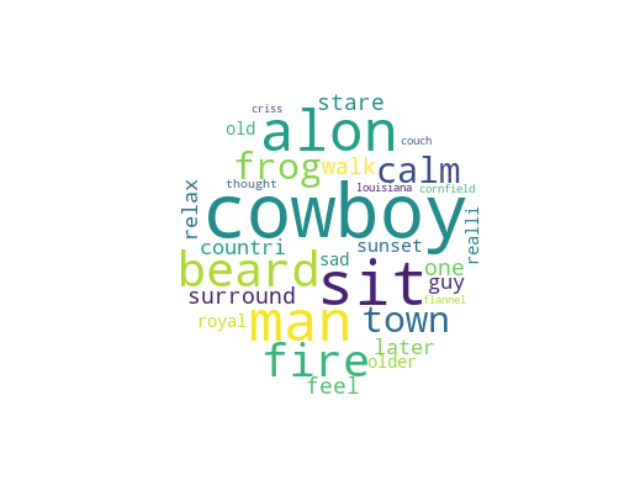 criss
stare
old
alon
couch
frog
walk
calm
thought
louisiana
cornfield
relax
cowboy
realli
countri
sunset
beard
sad
sit
one
surround
guy
flannel
royal
man
town
fire
later
older
feel